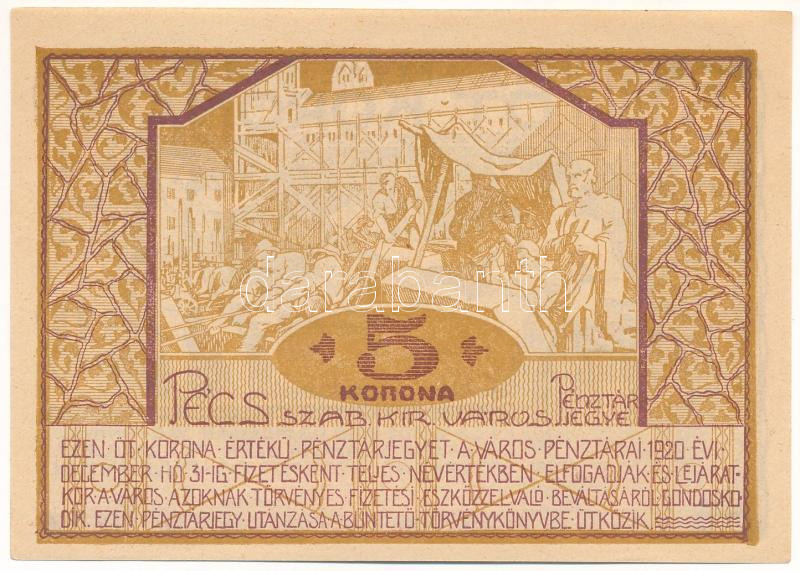 darabanth
5
KORONA
PÉCS SZAB. KIR. VÁROS PÉNZTÁRJEGYE
EZEN · ÖT · KORONA · ÉRTÉKŰ · PÉNZTÁRJEGYET · A · VÁROS · PÉNZTÁRAI · 1920 · ÉVI ·
DECEMBER · HÓ · 31-IG · FIZETÉSKÉNT · TELJES · NÉVÉRTÉKBEN · ELFOGADJÁK · ÉS · LEJÁRAT-
KOR · A · VÁROS · AZOKNAK · TÖRVÉNYES · FIZETÉSI · ESZKÖZZEL VALÓ · BEVÁLTÁSÁRÓL GONDOSKO-
DIK. EZEN · PÉNZTÁRJEGY · UTÁNZÁSA · A · BÜNTETŐ · TÖRVÉNYKÖNYVBE · ÜTKÖZIK